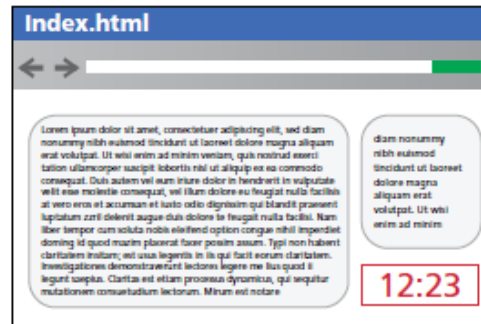 Index.html
Lorem ipsum dolor sit amet, consectetuer adipiscing elit, sed diam
nonummy nibh euismod tincidunt ut laoreet dolore magna aliquam
erat volutpat. Ut wisi enim ad minim veniam, quis nostrud exerci
tation ullamcorper suscipit lobortis nisl ut aliquip ex ea commodo
consequat. Duis autem vel eum iriure dolor in hendrerit in vulputate
velit esse molestie consequat, vel illum dolore eu feugiat nulla facilisis
at vero eros et accumsan et iusto odio dignissim qui blandit praesent
luptatum zzril delenit augue duis dolore te feugait nulla facilisi. Nam
liber tempor cum soluta nobis eleifend option congue nihil imperdiet
doming id quod mazim placerat facer possim assum. Typi non habent
claritatem insitam; est usus legentis in iis qui facit eorum claritatem.
Investigationes demonstraverunt lectores legere me lius quod ii
legunt saepius. Claritas est etiam processus dynamicus, qui sequitur
mutationem consuetudium lectorum. Mirum est notare
diam nonummy
nibh euismod
tincidunt ut laoreet
dolore magna
aliquam erat
volutpat. Ut wisi
enim ad minim
12:23